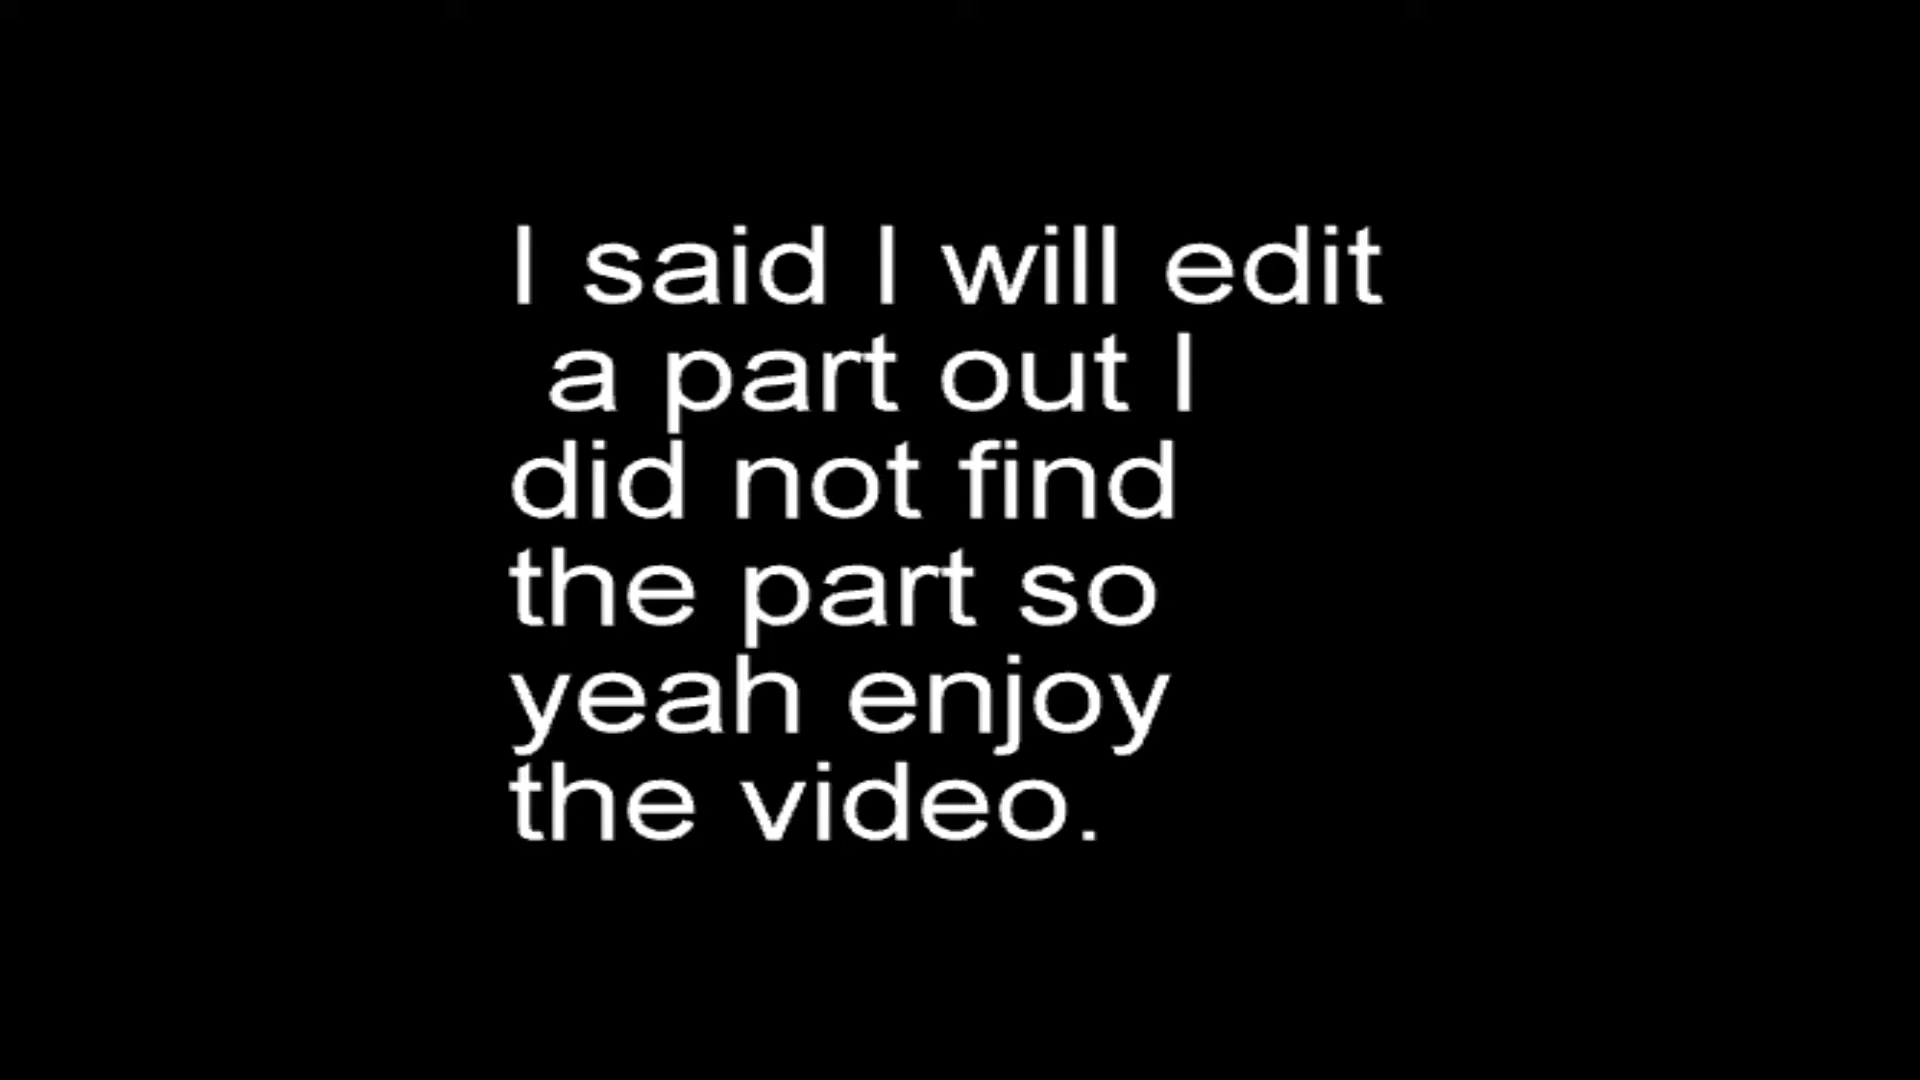 I said I will edit
a part out I
did not find
the part so
yeah enjoy
the video.